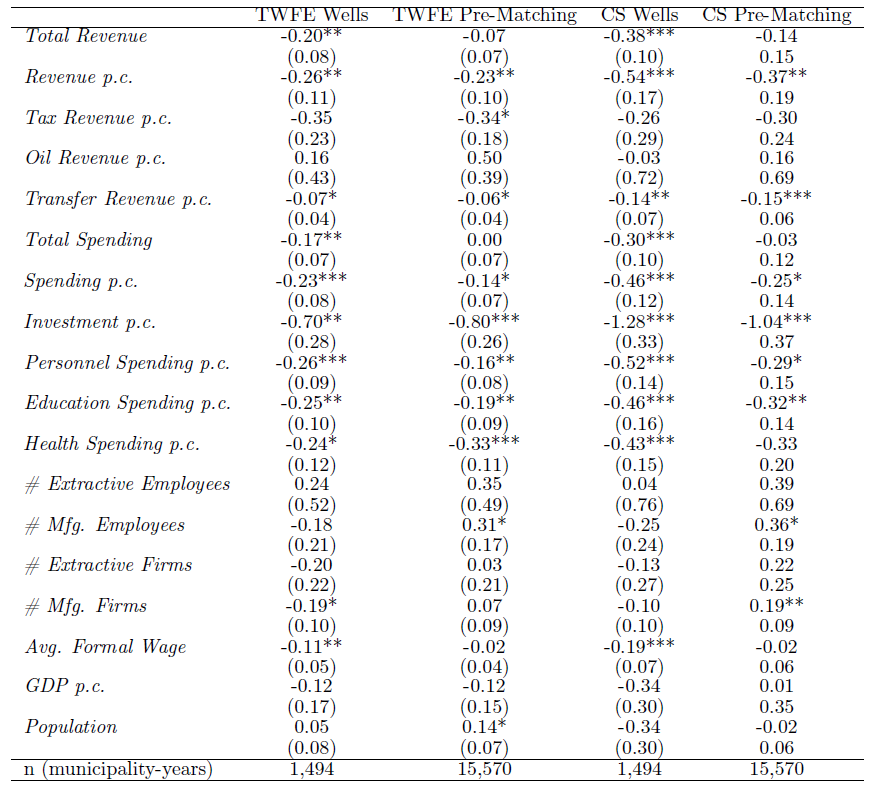 TWFE Wells TWFE Pre-Matching CS Wells CS Pre-Matching
Total Revenue -0.20** -0.07 -0.38*** -0.14
(0.08) (0.07) (0.10) 0.15
Revenue p.c. -0.26** -0.23** -0.54*** -0.37**
(0.11) (0.10) (0.17) 0.19
Tax Revenue p.c. -0.35 -0.34* -0.26 -0.30
(0.23) (0.18) (0.29) 0.24
Oil Revenue p.c. 0.16 0.50 -0.03 0.16
(0.43) (0.39) (0.72) 0.69
Transfer Revenue p.c. -0.07* -0.06* -0.14** -0.15***
(0.04) (0.04) (0.07) 0.06
Total Spending -0.17** 0.00 -0.30*** -0.03
(0.07) (0.07) (0.10) 0.12
Spending p.c. -0.23*** -0.14* -0.46*** -0.25*
(0.08) (0.07) (0.12) 0.14
Investment p.c. -0.70** -0.80*** -1.28*** -1.04***
(0.28) (0.26) (0.33) 0.37
Personnel Spending p.c. -0.26*** -0.16** -0.52*** -0.29*
(0.09) (0.08) (0.14) 0.15
Education Spending p.c. -0.25** -0.19** -0.46*** -0.32**
(0.10) (0.09) (0.16) 0.14
Health Spending p.c. -0.24* -0.33*** -0.43*** -0.33
(0.12) (0.11) (0.15) 0.20
# Extractive Employees 0.24 0.35 0.04 0.39
(0.52) (0.49) (0.76) 0.69
# Mfg. Employees -0.18 0.31* -0.25 0.36*
(0.21) (0.17) (0.24) 0.19
# Extractive Firms -0.20 0.03 -0.13 0.22
(0.22) (0.21) (0.27) 0.25
# Mfg. Firms -0.19* 0.07 -0.10 0.19**
(0.10) (0.09) (0.10) 0.09
Avg. Formal Wage -0.11** -0.02 -0.19*** -0.02
(0.05) (0.04) (0.07) 0.06
GDP p.c. -0.12 -0.12 -0.34 0.01
(0.17) (0.15) (0.30) 0.35
Population 0.05 0.14* -0.34 -0.02
(0.08) (0.07) (0.30) 0.06
n (municipality-years) 1,494 15,570 1,494 15,570